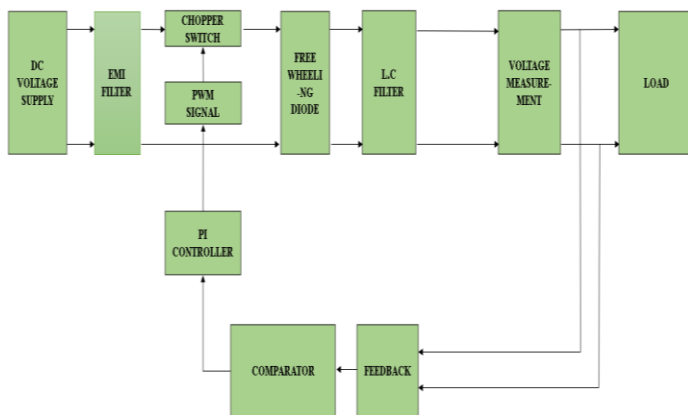 DC
VOLTAGE
SUPPLY
EMI
FILTER
CHOPPER
SWITCH
PWM
SIGNAL
FREE
WHEELI
-NG
DIODE
L.C
FILTER
VOLTAGE
MEASURE-
MENT
LOAD
PI
CONTROLLER
COMPARATOR
FEEDBACK